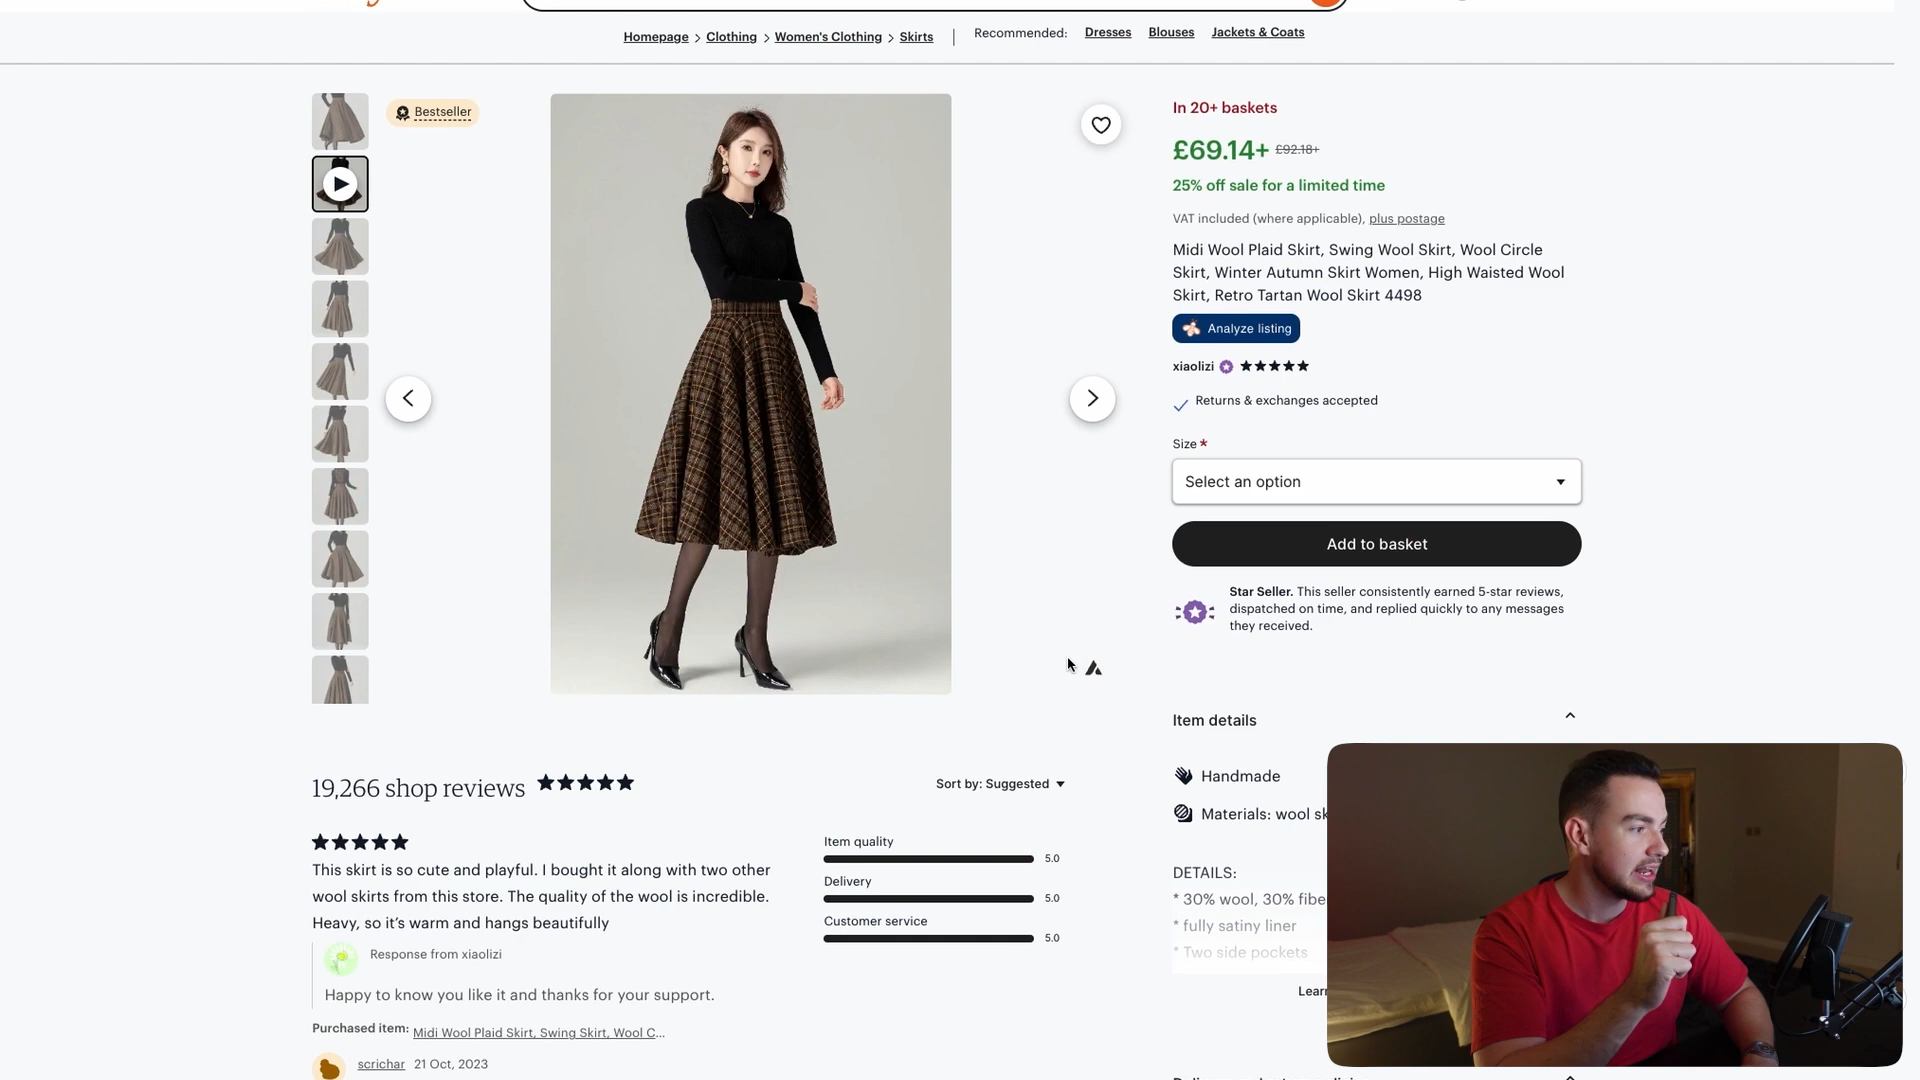 Homepage > Clothing > Women's Clothing > Skirts | Recommended: Dresses Blouses Jackets & Coats
Bestseller
In 20+ baskets
£69.14+ £92.18+
25% off sale for a limited time
VAT included (where applicable), plus postage
Midi Wool Plaid Skirt, Swing Wool Skirt, Wool Circle
Skirt, Winter Autumn Skirt Women, High Waisted Wool
Skirt, Retro Tartan Wool Skirt 4498
Analyze listing
xiaolizi
Returns & exchanges accepted
Size *
Select an option
Add to basket
Star Seller. This seller consistently earned 5-star reviews,
dispatched on time, and replied quickly to any messages
they received.
Item details
Handmade
Materials: wool sk
DETAILS:
* 30% wool, 30% fibe
* fully satiny liner
* Two side pockets
Learn
19,266 shop reviews
Sort by: Suggested
This skirt is so cute and playful. I bought it along with two other
wool skirts from this store. The quality of the wool is incredible.
Heavy, so it’s warm and hangs beautifully
Item quality
5.0
Delivery
5.0
Customer service
5.0
Response from xiaolizi
Happy to know you like it and thanks for your support.
Purchased item: Midi Wool Plaid Skirt, Swing Skirt, Wool C...
scrichar 21 Oct, 2023